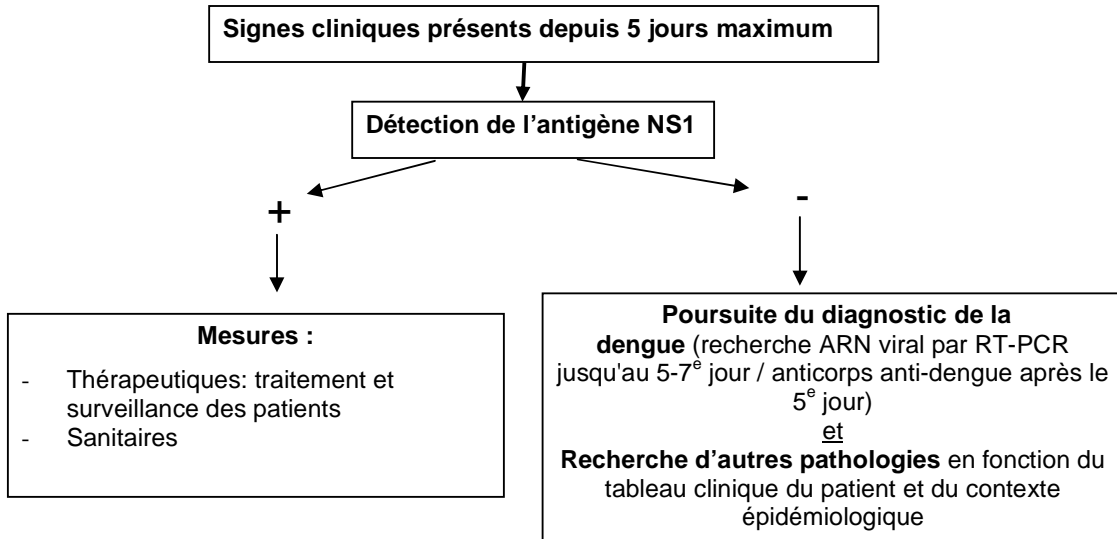 Signes cliniques présents depuis 5 jours maximum
Détection de l'antigène NS1
+
-
Mesures :
- Thérapeutiques: traitement et
surveillance des patients
- Sanitaires
Poursuite du diagnostic de la
dengue (recherche ARN viral par RT-PCR
jusqu'au 5-7e jour / anticorps anti-dengue après le
5e jour)
et
Recherche d'autres pathologies en fonction du
tableau clinique du patient et du contexte
épidémiologique